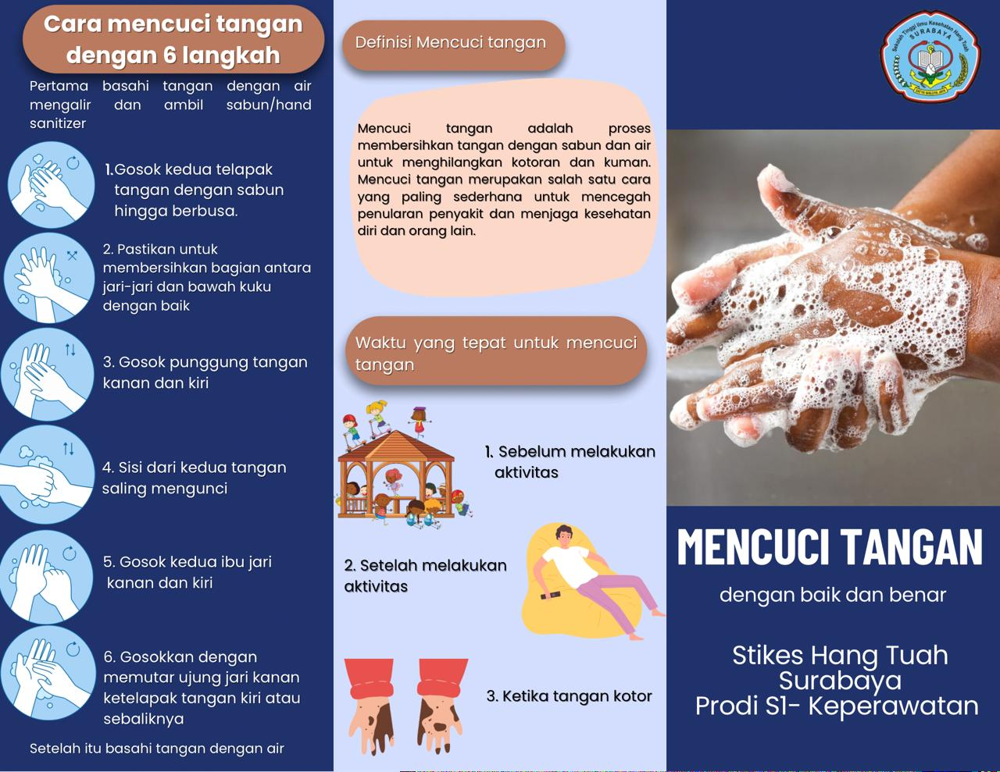 Cara mencuci tangan
dengan 6 langkah
Pertama basahi tangan dengan air
mengalir dan ambil sabun/hand
sanitizer
1.Gosok kedua telapak
tangan dengan sabun
hingga berbusa.
2. Pastikan untuk
membersihkan bagian antara
jari-jari dan bawah kuku
dengan baik
3. Gosok punggung tangan
kanan dan kiri
4. Sisi dari kedua tangan
saling mengunci
5. Gosok kedua ibu jari
kanan dan kiri
6. Gosokkan dengan
memutar ujung jari kanan
ketelapak tangan kiri atau
sebaliknya
Setelah itu basahi tangan dengan air
Definisi Mencuci tangan
Mencuci tangan adalah proses
membersihkan tangan dengan sabun dan air
untuk menghilangkan kotoran dan kuman.
Mencuci tangan merupakan salah satu cara
yang paling sederhana untuk mencegah
penularan penyakit dan menjaga kesehatan
diri dan orang lain.
Waktu yang tepat untuk mencuci
tangan
1. Sebelum melakukan
aktivitas
2. Setelah melakukan
aktivitas
3. Ketika tangan kotor
Sekolah Tinggi Ilmu Kesehatan Hang Tuah
SURABAYA
MENCUCI TANGAN
dengan baik dan benar
Stikes Hang Tuah
Surabaya
Prodi S1- Keperawatan